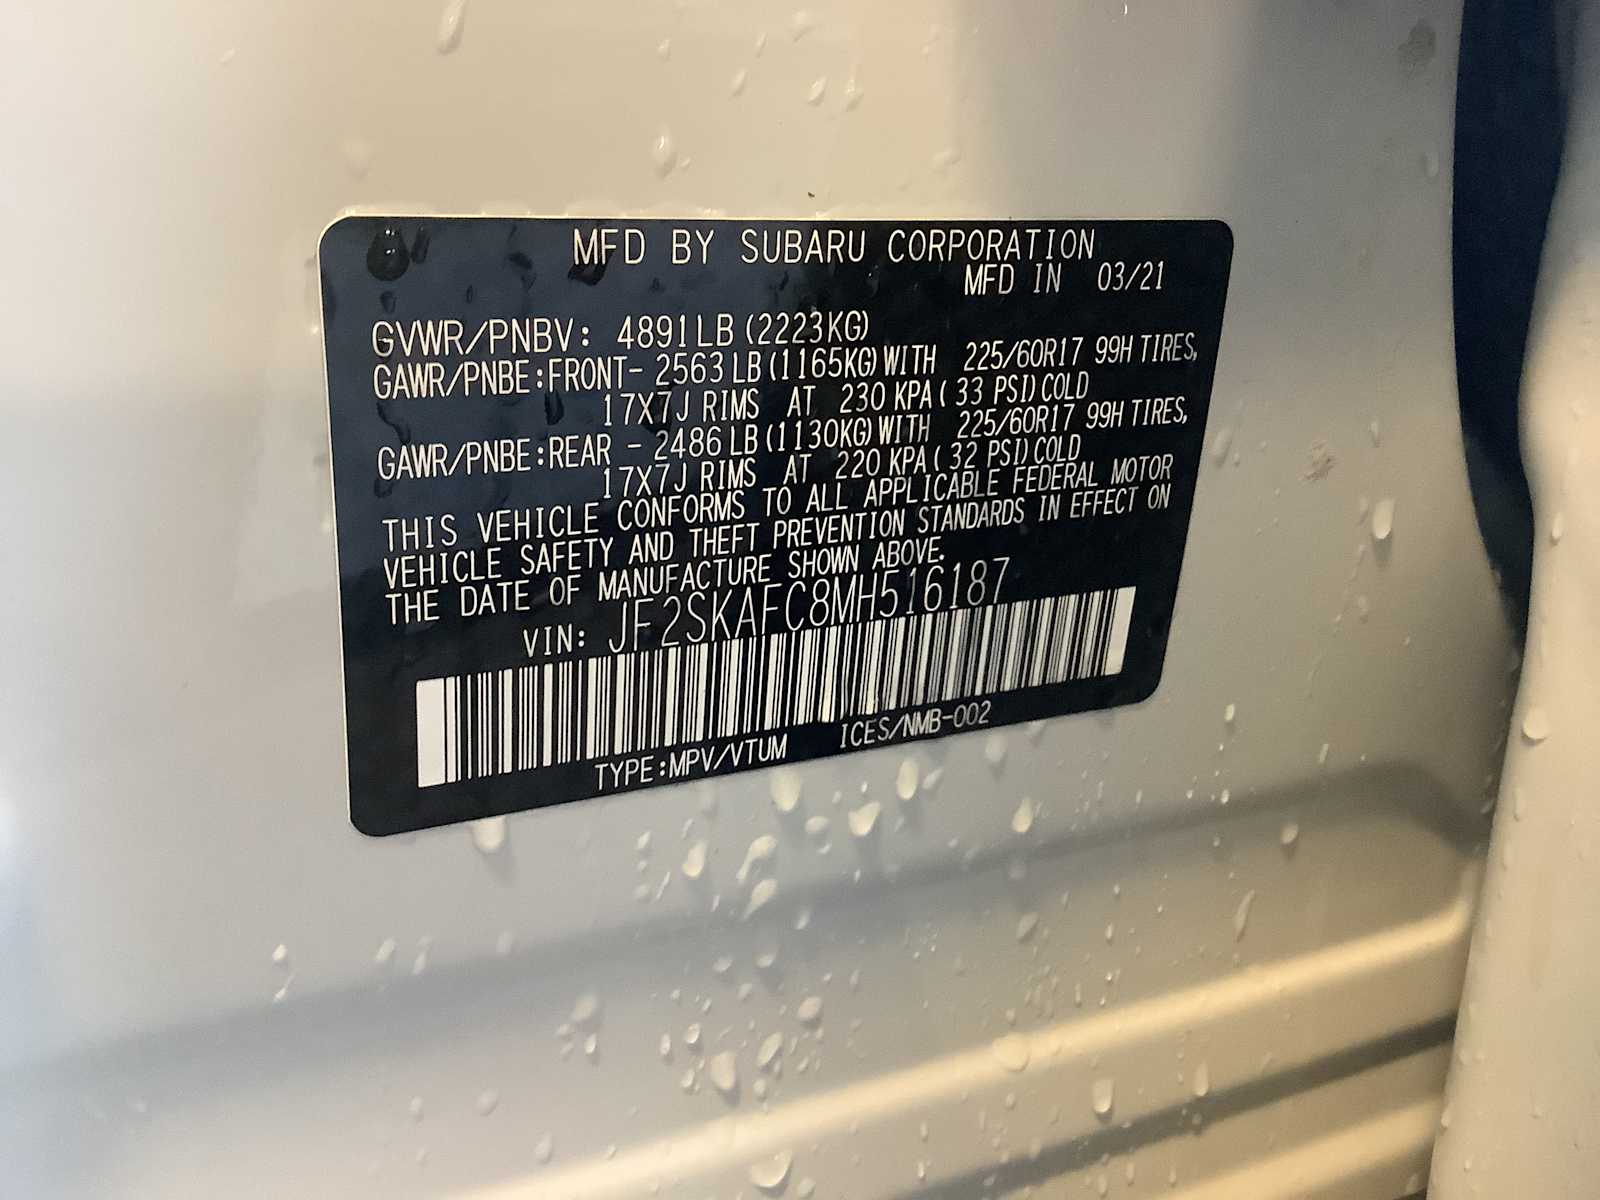 MFD BY SUBARU CORPORATION
MFD IN 03/21
GVWR/PNBV: 4891LB (2223KG)
GAWR/PNBE:FRONT- 2563 LB (1165KG) WITH 225/60R17 99H TIRES,
17X7J RIMS AT 230 KPA ( 33 PSI) COLD
GAWR/PNBE:REAR - 2486 LB (1130KG) WITH 225/60R17 99H TIRES,
17X7J RIMS AT 220 KPA ( 32 PSI) COLD
THIS VEHICLE CONFORMS TO ALL APPLICABLE FEDERAL MOTOR
VEHICLE SAFETY AND THEFT PREVENTION STANDARDS IN EFFECT ON
THE DATE OF MANUFACTURE SHOWN ABOVE.
VIN: JF2SKAFC8MH516187
TYPE:MPV/VTUM ICES/NMB-002